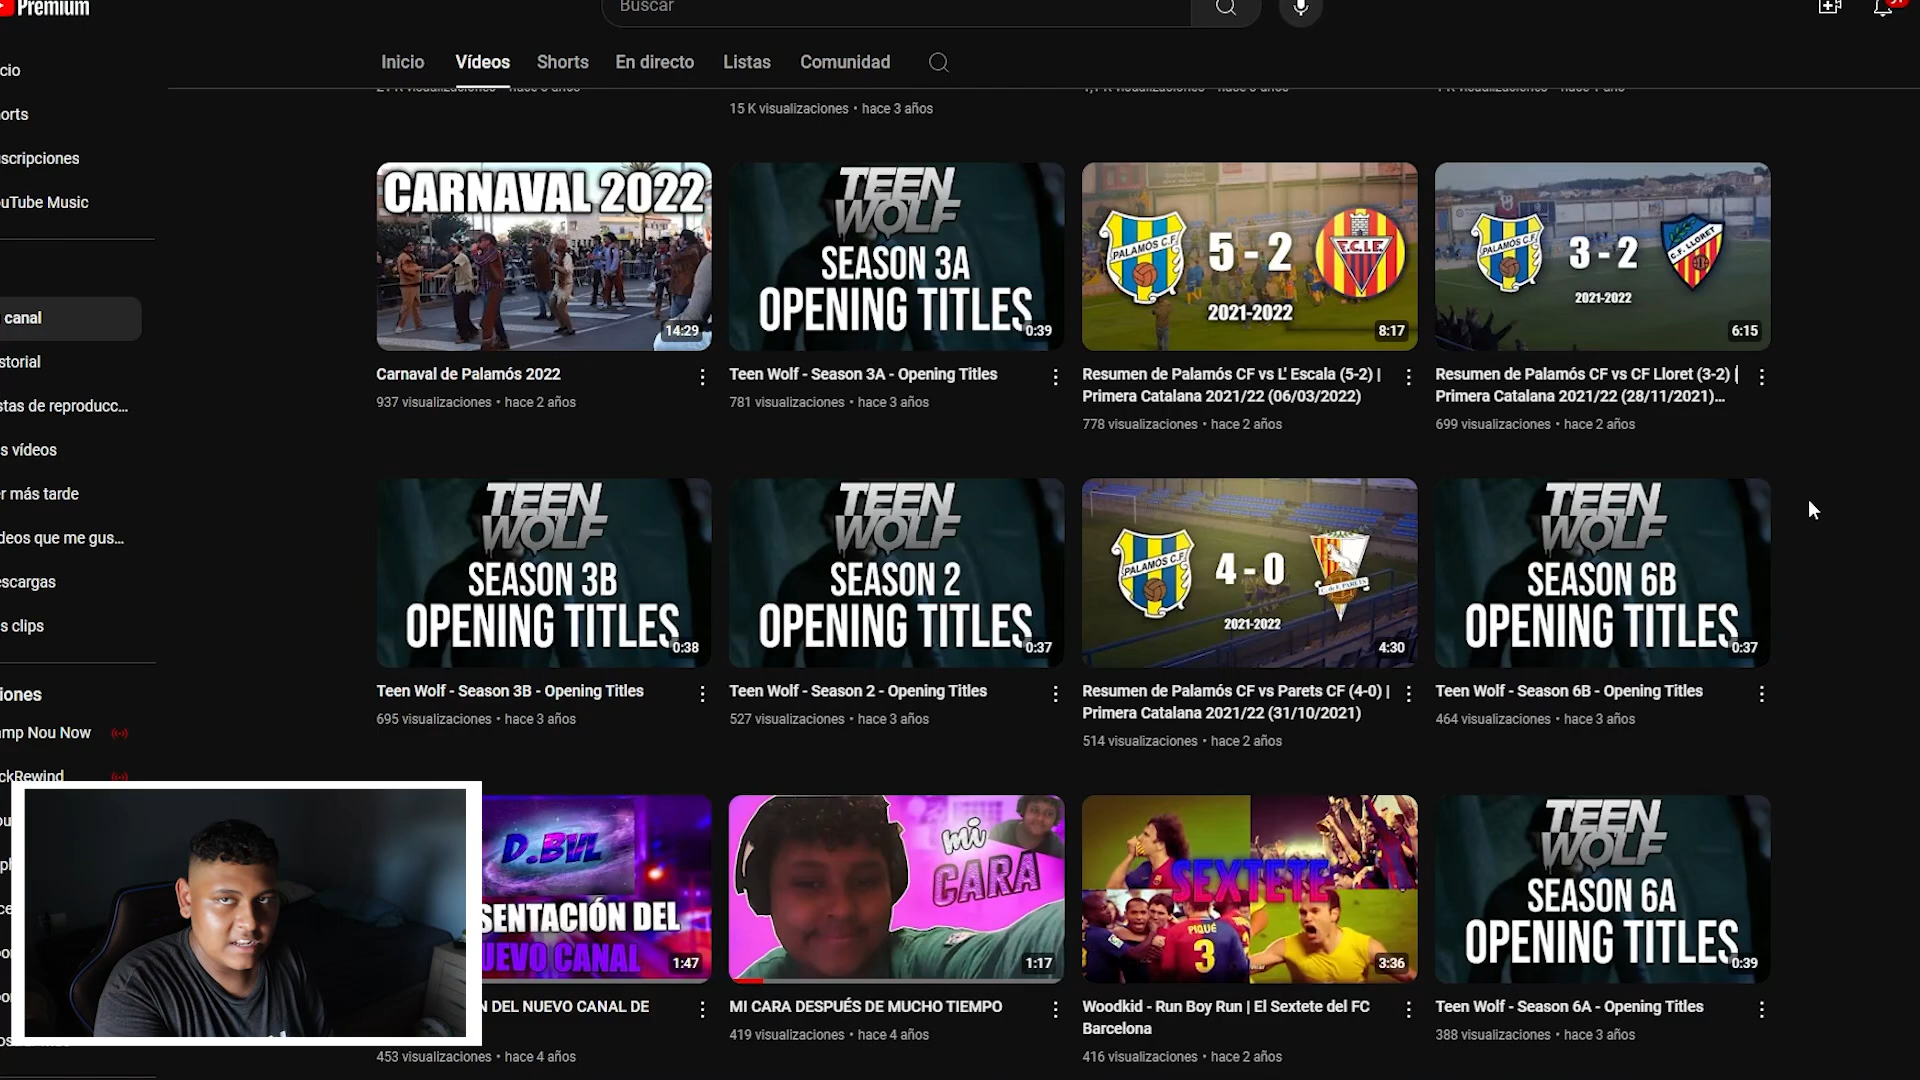 Premium
Buscar
Inicio
Vídeos
Shorts
En directo
Listas
Comunidad
cio
orts
scripciones
uTube Music
canal
storial
stas de reproducc...
s vídeos
r más tarde
deos que me gus...
escargas
s clips
iones
mp Nou Now
ckRewind
15 K visualizaciones • hace 3 años
CARNAVAL 2022
14:29
Carnaval de Palamós 2022
937 visualizaciones • hace 2 años
TEEN
WOLF
SEASON 3A
OPENING TITLES
0:39
Teen Wolf - Season 3A - Opening Titles
781 visualizaciones • hace 3 años
PALAMÓS C.F.
5 - 2
F.C.L.E.
2021-2022
8:17
Resumen de Palamós CF vs L' Escala (5-2) |
Primera Catalana 2021/22 (06/03/2022)
778 visualizaciones • hace 2 años
PALAMÓS C.F.
3 - 2
C.F. LLORET
2021-2022
6:15
Resumen de Palamós CF vs CF Lloret (3-2) |
Primera Catalana 2021/22 (28/11/2021)...
699 visualizaciones • hace 2 años
TEEN
WOLF
SEASON 3B
OPENING TITLES
0:38
Teen Wolf - Season 3B - Opening Titles
695 visualizaciones • hace 3 años
TEEN
WOLF
SEASON 2
OPENING TITLES
0:37
Teen Wolf - Season 2 - Opening Titles
527 visualizaciones • hace 3 años
PALAMÓS C.F.
4 - 0
2021-2022
4:30
Resumen de Palamós CF vs Parets CF (4-0) |
Primera Catalana 2021/22 (31/10/2021)
514 visualizaciones • hace 2 años
TEEN
WOLF
SEASON 6B
OPENING TITLES
0:37
Teen Wolf - Season 6B - Opening Titles
464 visualizaciones • hace 3 años
D.BVL
SENTACIÓN DEL
UEVO CANAL
1:47
N DEL NUEVO CANAL DE
453 visualizaciones • hace 4 años
mi
CARA
1:17
MI CARA DESPUÉS DE MUCHO TIEMPO
419 visualizaciones • hace 4 años
SEXTETE
PIQUÉ
3
3:36
Woodkid - Run Boy Run | El Sextete del FC
Barcelona
416 visualizaciones • hace 2 años
TEEN
WOLF
SEASON 6A
OPENING TITLES
0:39
Teen Wolf - Season 6A - Opening Titles
388 visualizaciones • hace 3 años